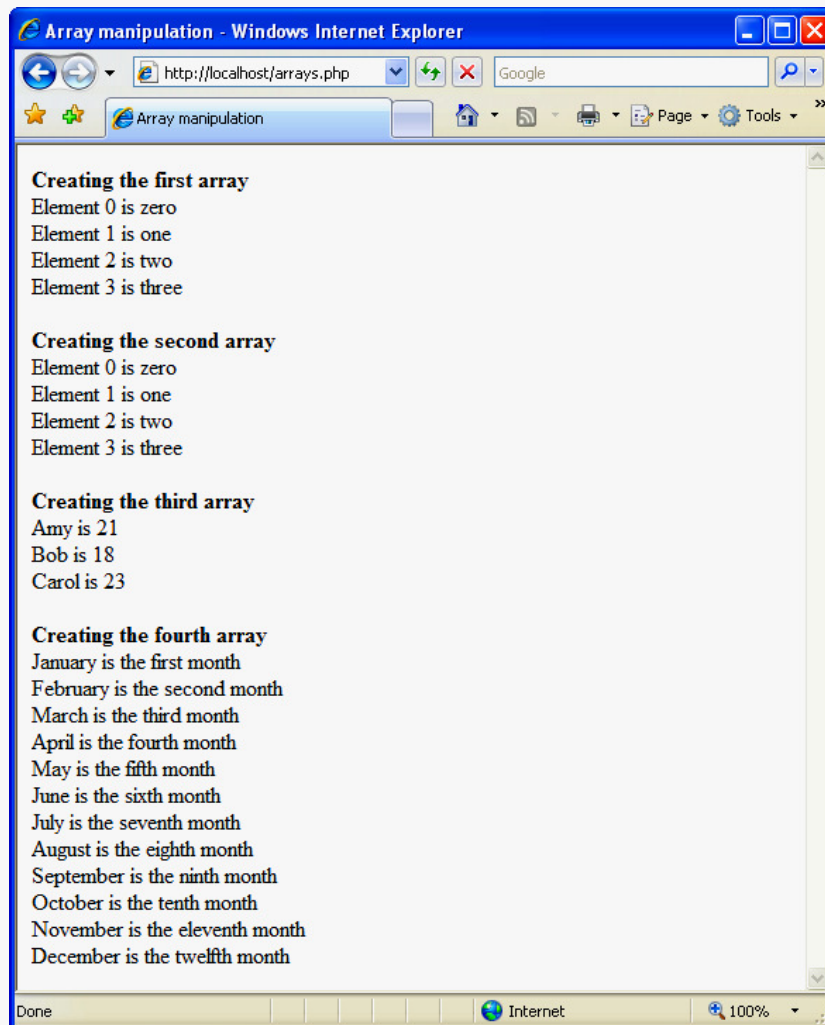 Array manipulation - Windows Internet Explorer
http://localhost/arrays.php
Google
Array manipulation
Page
Tools
»
Creating the first array
Element 0 is zero
Element 1 is one
Element 2 is two
Element 3 is three
Creating the second array
Element 0 is zero
Element 1 is one
Element 2 is two
Element 3 is three
Creating the third array
Amy is 21
Bob is 18
Carol is 23
Creating the fourth array
January is the first month
February is the second month
March is the third month
April is the fourth month
May is the fifth month
June is the sixth month
July is the seventh month
August is the eighth month
September is the ninth month
October is the tenth month
November is the eleventh month
December is the twelfth month
Done
Internet
100%